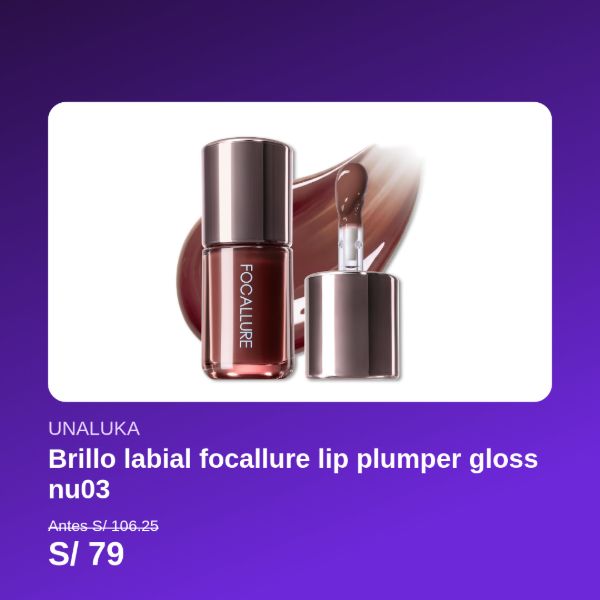 FOCALLURE
UNALUKA
Brillo labial focallure lip plumper gloss
nu03
Antes S/ 106.25
S/ 79